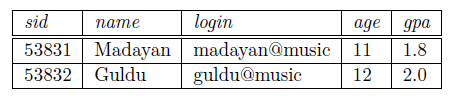 sid name login age gpa
53831 Madayan madayan@music 11 1.8
53832 Guldu guldu@music 12 2.0